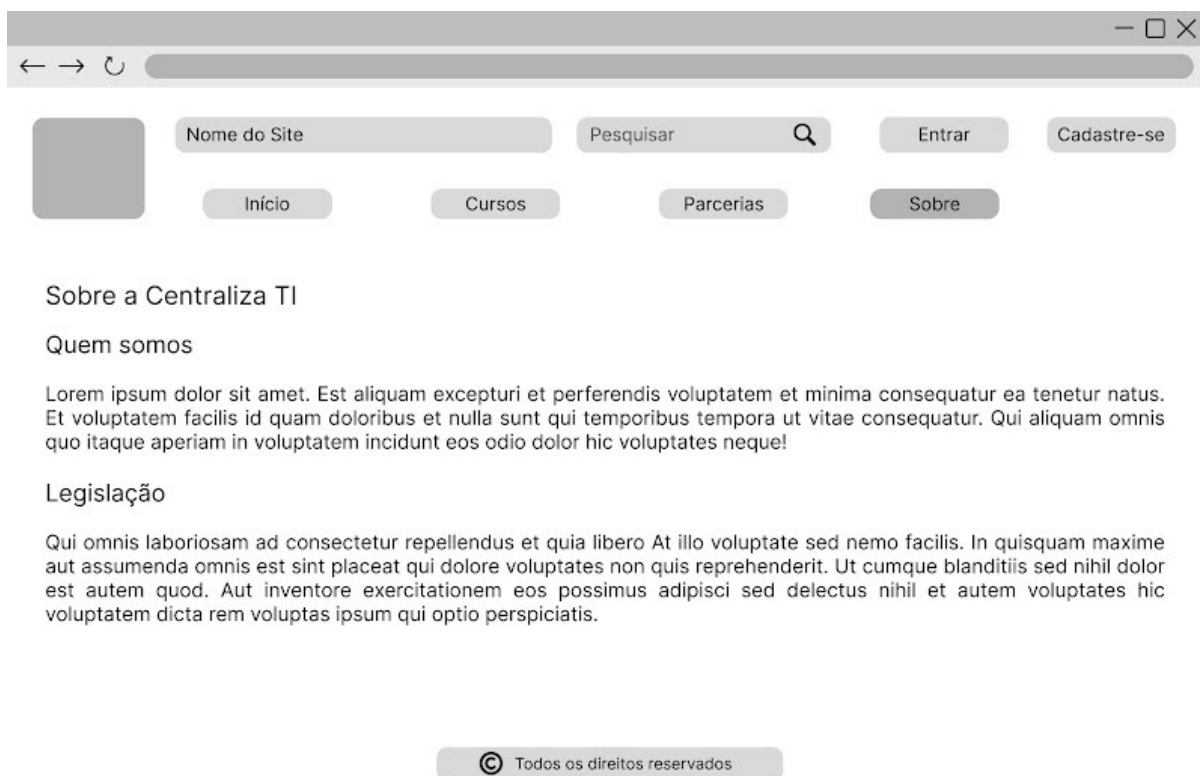 Nome do Site
Pesquisar
Entrar
Cadastre-se
Início
Cursos
Parcerias
Sobre
Sobre a Centraliza TI
Quem somos
Lorem ipsum dolor sit amet. Est aliquam excepturi et perferendis voluptatem et minima consequatur ea tenetur natus.
Et voluptatem facilis id quam doloribus et nulla sunt qui temporibus tempora ut vitae consequatur. Qui aliquam omnis
quo itaque aperiam in voluptatem incidunt eos odio dolor hic voluptates neque!
Legislação
Qui omnis laboriosam ad consectetur repellendus et quia libero At illo voluptate sed nemo facilis. In quisquam maxime
aut assumenda omnis est sint placeat qui dolore voluptates non quis reprehenderit. Ut cumque blanditiis sed nihil dolor
est autem quod. Aut inventore exercitationem eos possimus adipisci sed delectus nihil et autem voluptates hic
voluptatem dicta rem voluptas ipsum qui optio perspiciatis.
© Todos os direitos reservados